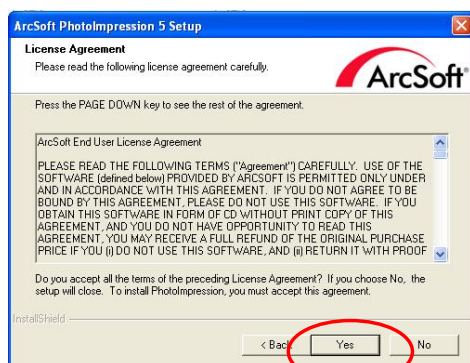 ArcSoft PhotoImpression 5 Setup
License Agreement
Please read the following license agreement carefully.
ArcSoft
Press the PAGE DOWN key to see the rest of the agreement.
ArcSoft End User License Agreement
PLEASE READ THE FOLLOWING TERMS ("Agreement") CAREFULLY. USE OF THE
SOFTWARE (defined below) PROVIDED BY ARCSOFT IS PERMITTED ONLY UNDER
AND IN ACCORDANCE WITH THIS AGREEMENT. IF YOU DO NOT AGREE TO BE
BOUND BY THIS AGREEMENT, PLEASE DO NOT USE THIS SOFTWARE. IF YOU
OBTAIN THIS SOFTWARE IN FORM OF CD WITHOUT PRINT COPY OF THIS
AGREEMENT, AND YOU DO NOT HAVE OPPORTUNITY TO READ THIS
AGREEMENT, YOU MAY RECEIVE A FULL REFUND OF THE ORIGINAL PURCHASE
PRICE IF YOU (i) DO NOT USE THIS SOFTWARE, AND (ii) RETURN IT WITH PROOF
Do you accept all the terms of the preceding License Agreement? If you choose No, the
setup will close. To install PhotoImpression, you must accept this agreement.
InstallShield
< Back Yes No